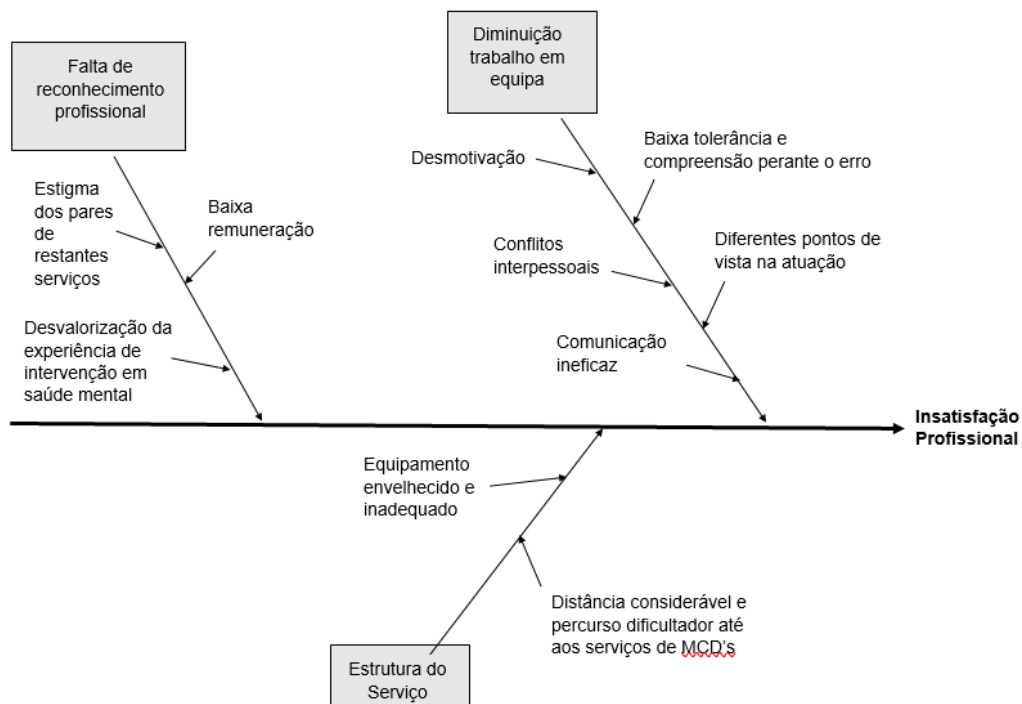 Falta de
reconhecimento
profissional
Diminuição
trabalho em
equipa
Estigma
dos pares
de
restantes
serviços
Baixa
remuneração
Desvalorização da
experiência de
intervenção em
saúde mental
Desmotivação
Baixa tolerância e
compreensão perante o erro
Conflitos
interpessoais
Diferentes pontos de
vista na atuação
Comunicação
ineficaz
Insatisfação
Profissional
Equipamento
envelhecido e
inadequado
Distância considerável e
percurso dificultador até
aos serviços de MCD's
Estrutura do
Serviço